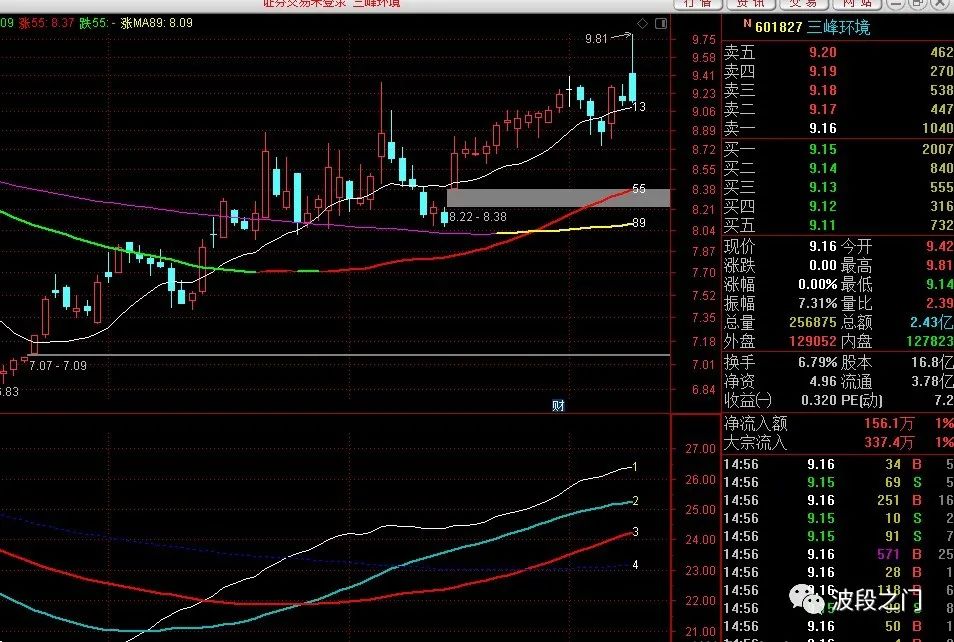 证券交易未登录 三峰环境
行 情 资 讯 交 易 网 站
09 涨55: 8.37 跌55: - 涨MA89: 8.09
9.81
13
55
8.22 - 8.38
89
7.07 - 7.09
6.83
财
9.75
9.58
9.41
9.23
9.06
8.89
8.72
8.55
8.38
8.21
8.04
7.87
7.70
7.52
7.35
7.18
7.01
6.84
1
2
3
4
27.00
26.00
25.00
24.00
23.00
22.00
21.00
N 601827 三峰环境
卖五 9.20 462
卖四 9.19 270
卖三 9.18 538
卖二 9.17 447
卖一 9.16 1040
买一 9.15 2007
买二 9.14 840
买三 9.13 555
买四 9.12 316
买五 9.11 732
现价 9.16 今开 9.42
涨跌 0.00 最高 9.81
涨幅 0.00% 最低 9.14
振幅 7.31% 量比 2.39
总量 256875 总额 2.43亿
外盘 129052 内盘 127823
换手 6.79% 股本 16.8亿
净资 4.96 流通 3.78亿
收益㈠ 0.320 PE(动) 7.2
净流入额 156.1万 1%
大宗流入 337.4万 1%
14:56 9.16 34 B 5
14:56 9.15 69 S 5
14:56 9.16 251 B 16
14:56 9.15 10 S 2
14:56 9.15 91 S 7
14:56 9.16 571 B 25
14:56 9.16 28 B 1
14:56 9.16 118 B 6
14:56 S 8
14:56 9.16 50 B 1
波段之门